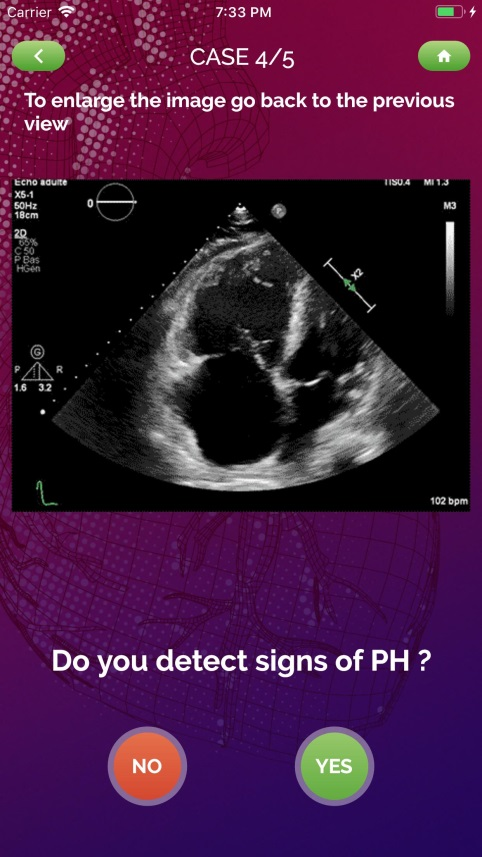 Carrier 7:33 PM
CASE 4/5
To enlarge the image go back to the previous
view
Echo adulte TIS0.4 MI 1.3
X5-1
50Hz
18cm
M3
0
2D
65%
C 50
P Bas
HGén
P
X2
G
P R
1.6 3.2
102 bpm
Do you detect signs of PH ?
NO YES